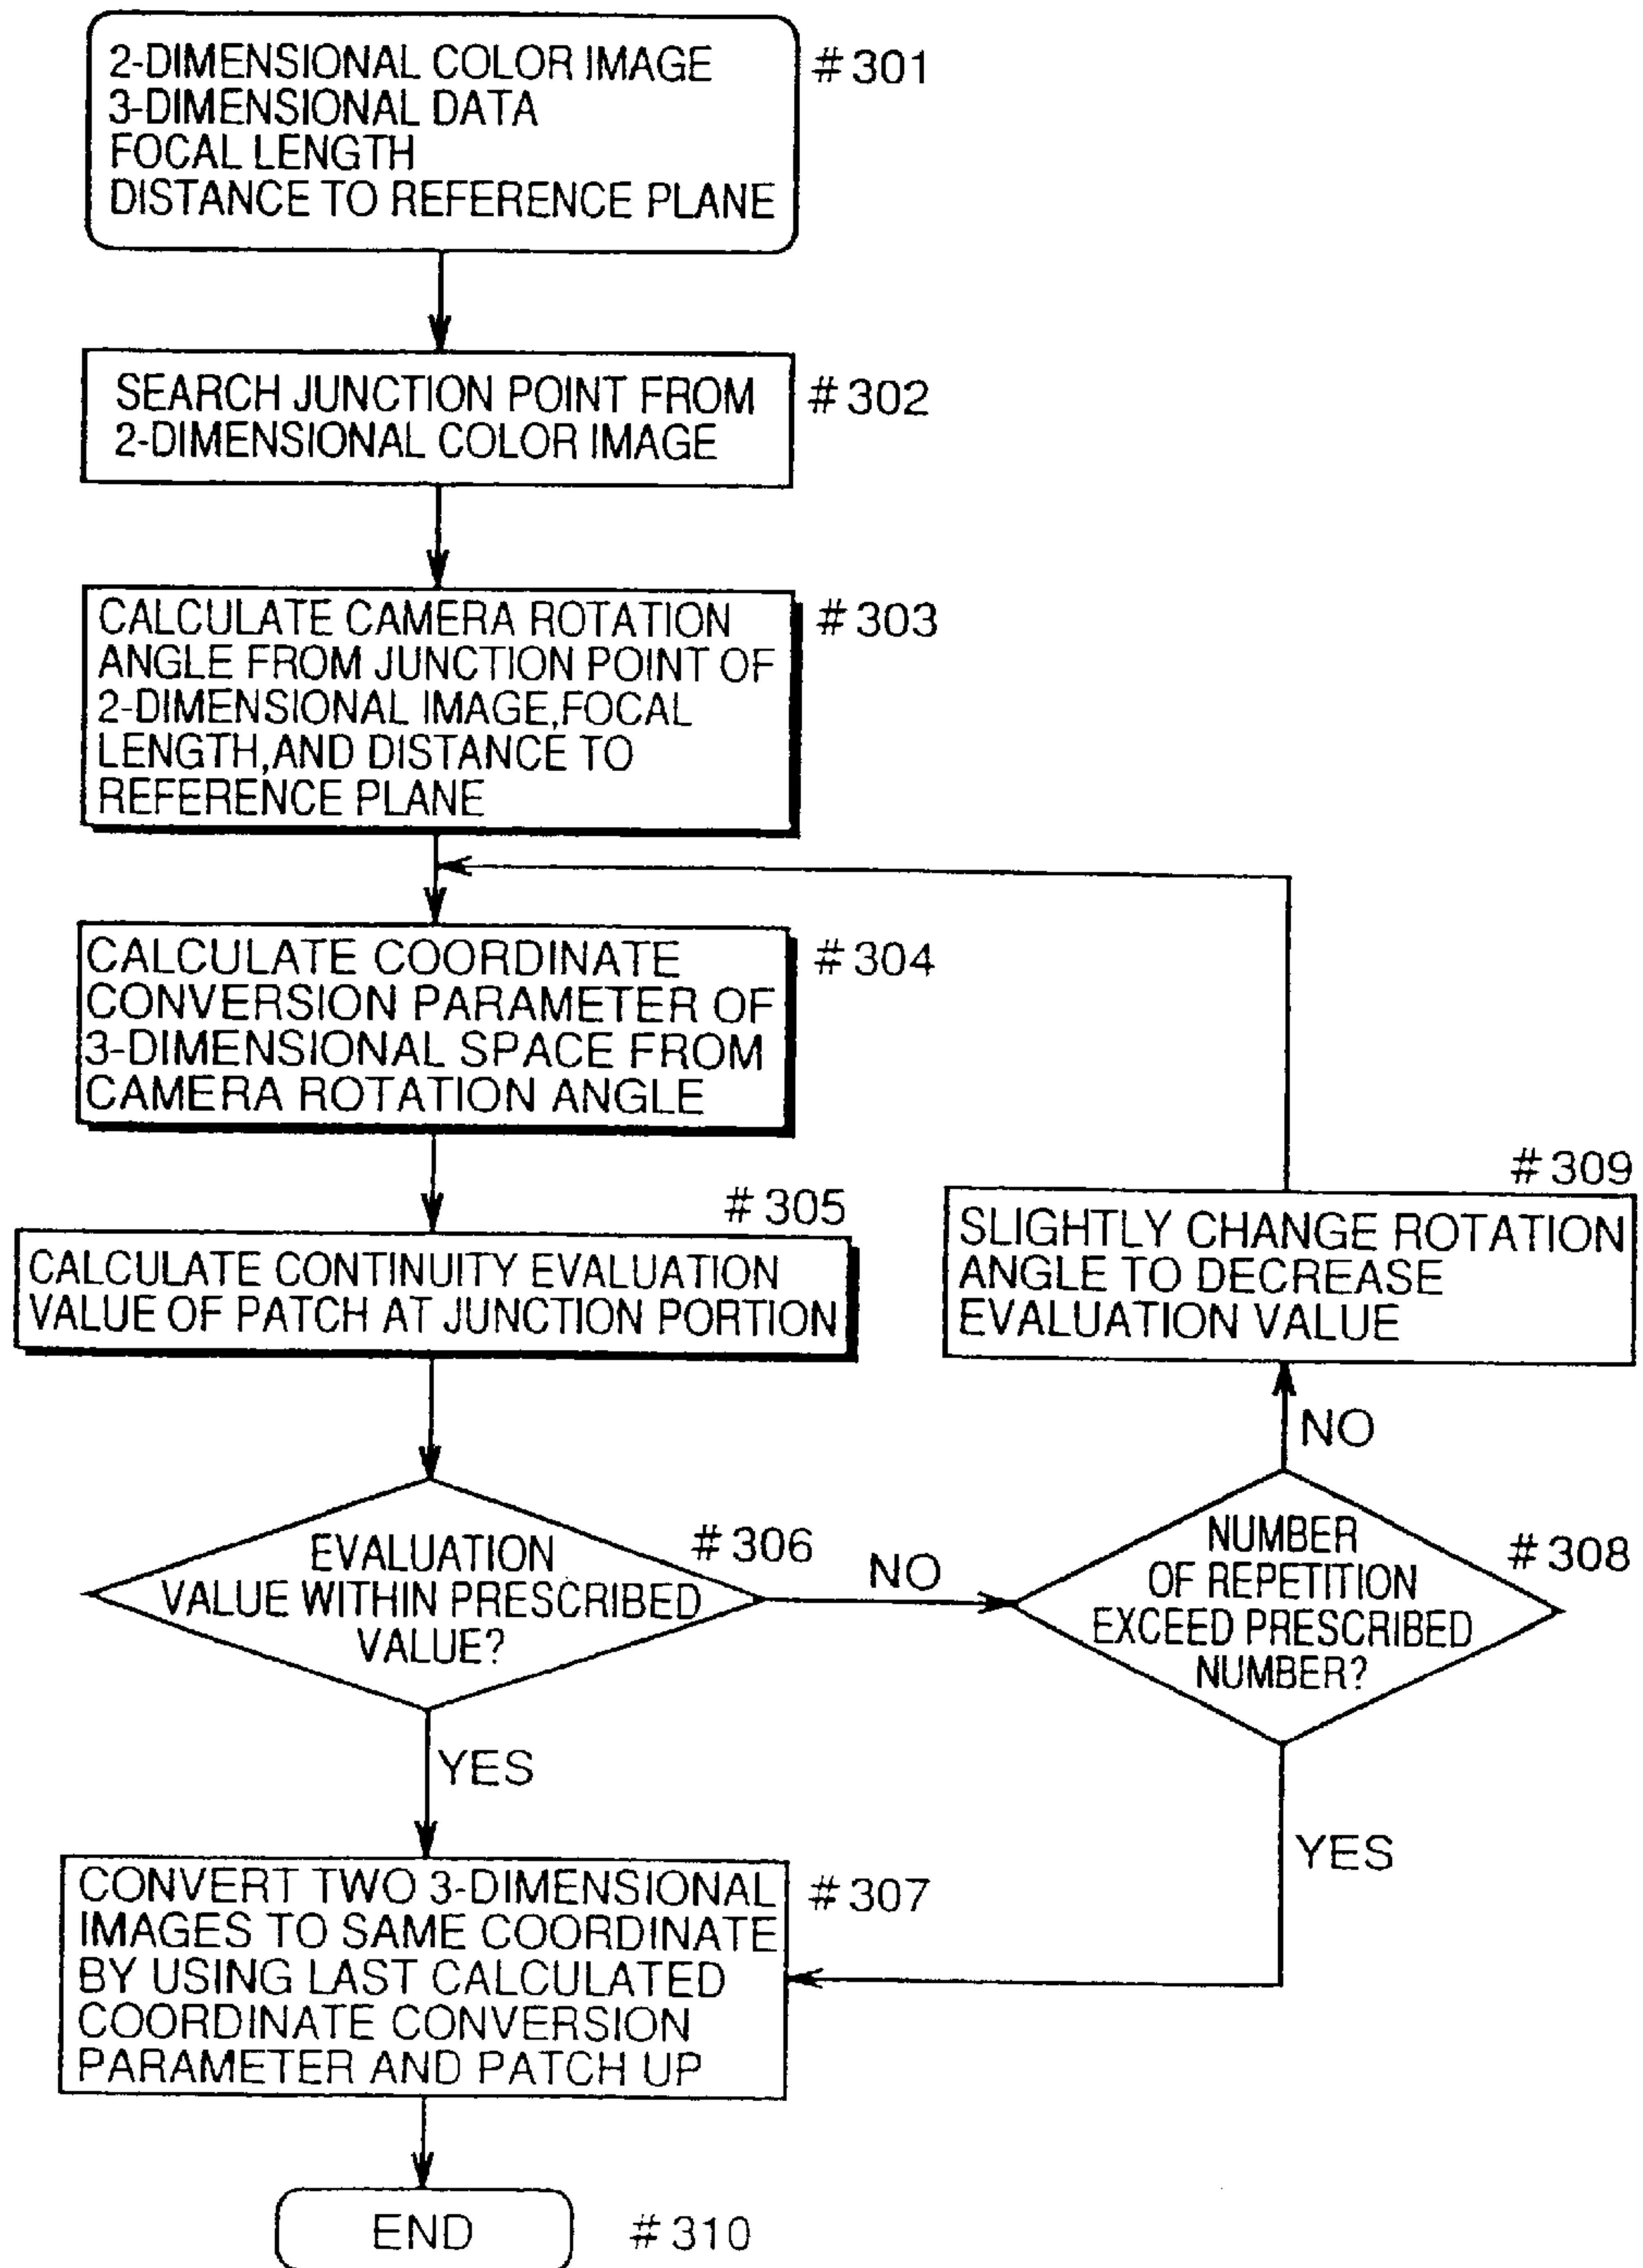 2-DIMENSIONAL COLOR IMAGE
3-DIMENSIONAL DATA
FOCAL LENGTH
DISTANCE TO REFERENCE PLANE
#301
SEARCH JUNCTION POINT FROM
2-DIMENSIONAL COLOR IMAGE
#302
CALCULATE CAMERA ROTATION
ANGLE FROM JUNCTION POINT OF
2-DIMENSIONAL IMAGE,FOCAL
LENGTH,AND DISTANCE TO
REFERENCE PLANE
#303
CALCULATE COORDINATE
CONVERSION PARAMETER OF
3-DIMENSIONAL SPACE FROM
CAMERA ROTATION ANGLE
#304
#305
CALCULATE CONTINUITY EVALUATION
VALUE OF PATCH AT JUNCTION PORTION
#309
SLIGHTLY CHANGE ROTATION
ANGLE TO DECREASE
EVALUATION VALUE
NO
EVALUATION
VALUE WITHIN PRESCRIBED
VALUE?
#306
NO
NUMBER
OF REPETITION
EXCEED PRESCRIBED
NUMBER?
#308
YES
YES
CONVERT TWO 3-DIMENSIONAL
IMAGES TO SAME COORDINATE
BY USING LAST CALCULATED
COORDINATE CONVERSION
PARAMETER AND PATCH UP
#307
END
#310